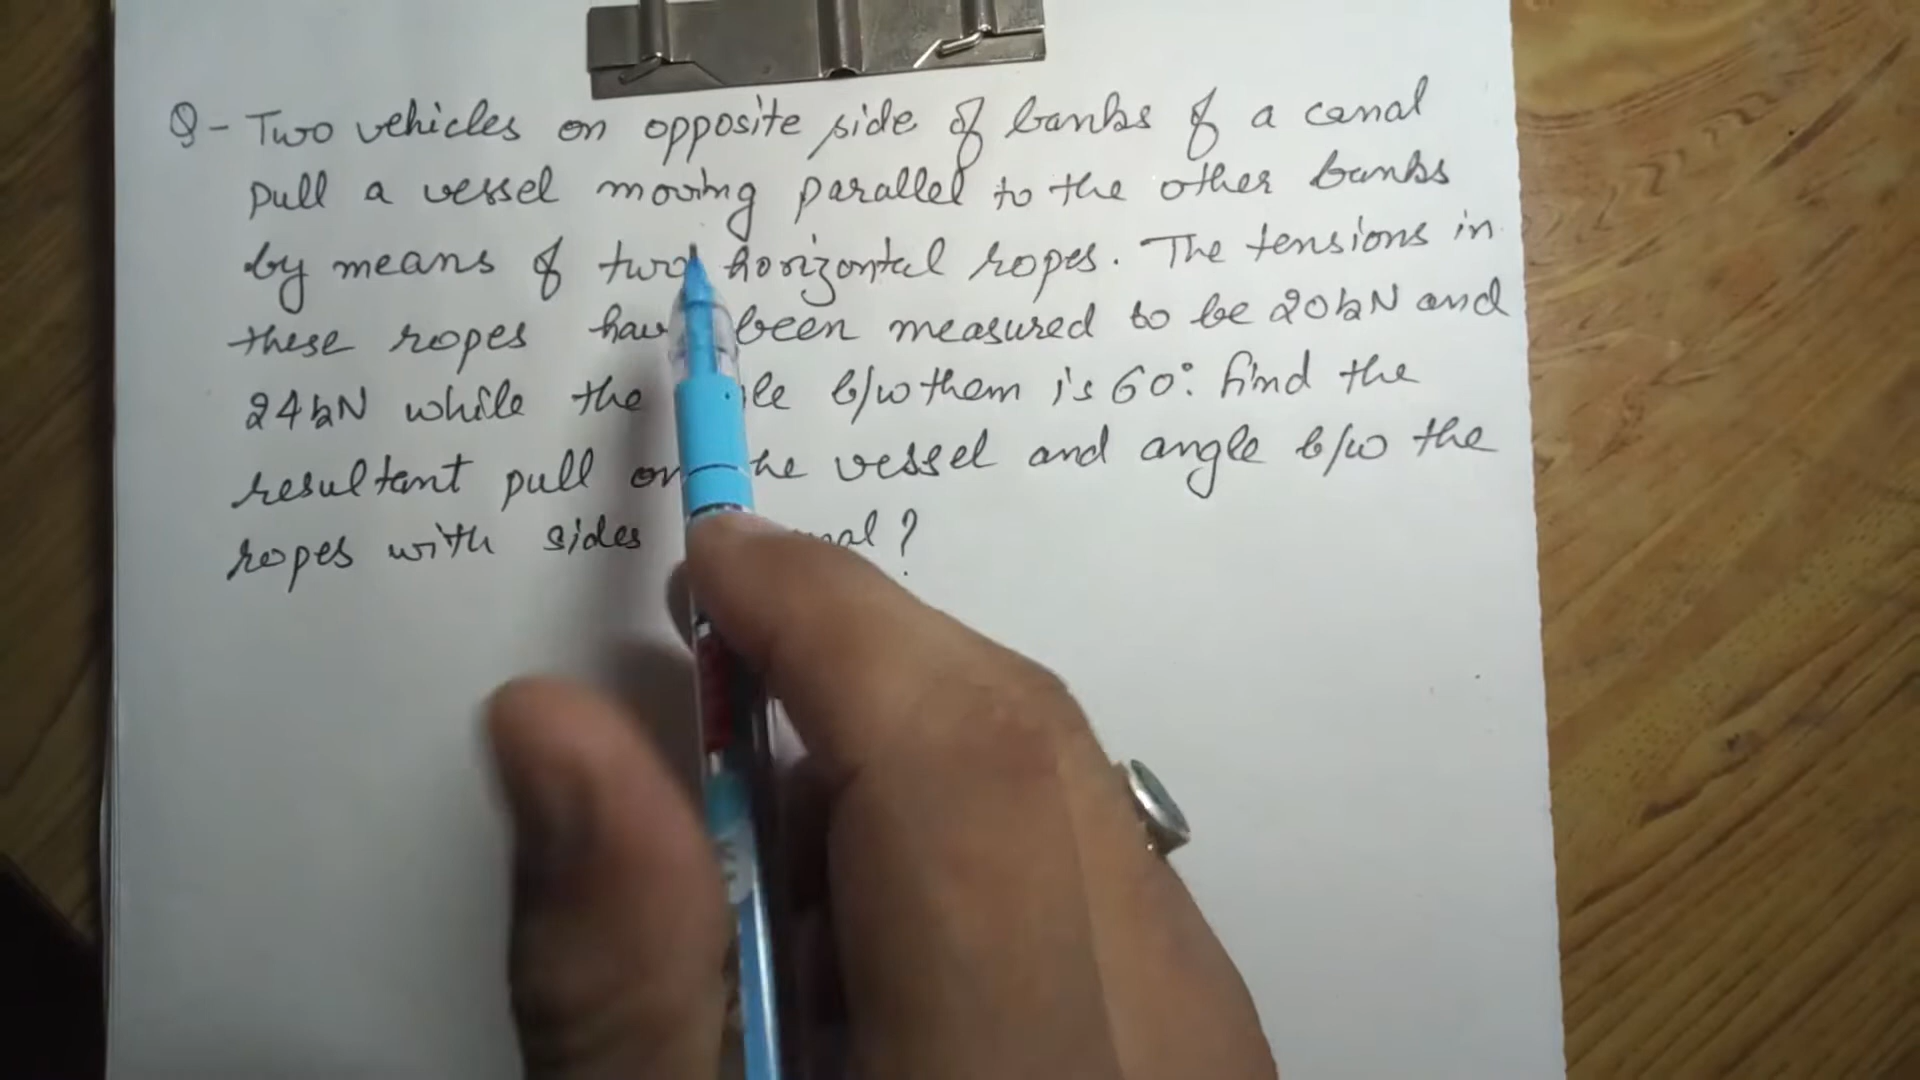 Q - Two vehicles on opposite side of banks of a canal
pull a vessel moving parallel to the other banks
by means of two horizontal ropes. The tensions in
these ropes been measured to be 20kN and
24kN while the b/w them is 60°. find the
resultant pull on vessel and angle b/w the
ropes with sides ?